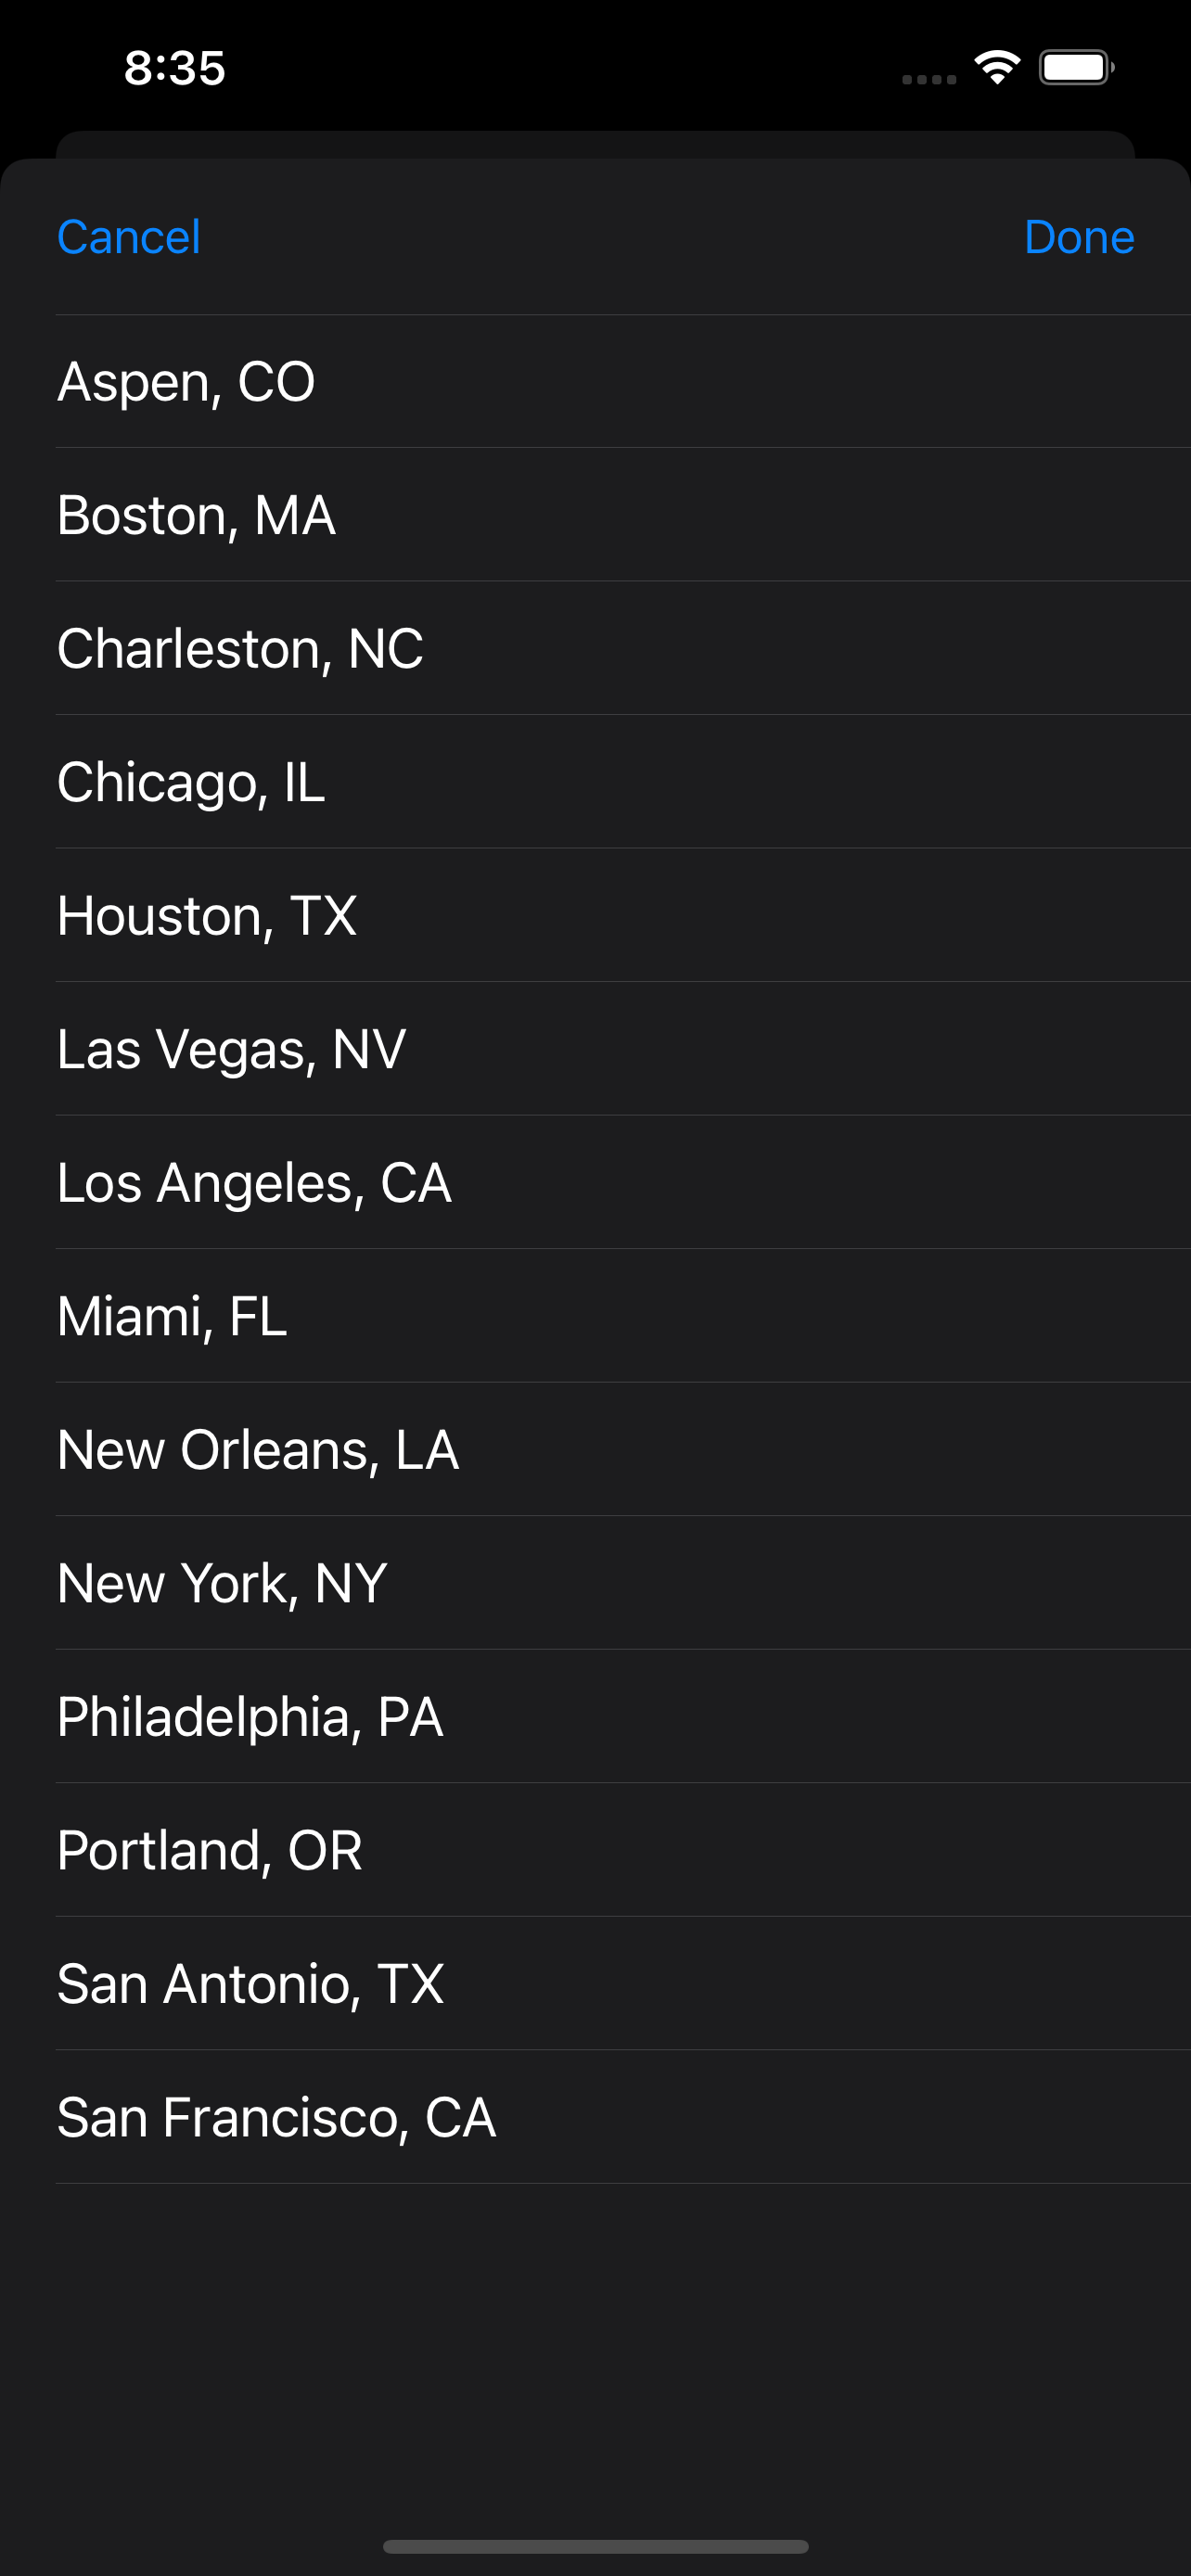 8:35
Cancel Done
Aspen, CO
Boston, MA
Charleston, NC
Chicago, IL
Houston, TX
Las Vegas, NV
Los Angeles, CA
Miami, FL
New Orleans, LA
New York, NY
Philadelphia, PA
Portland, OR
San Antonio, TX
San Francisco, CA